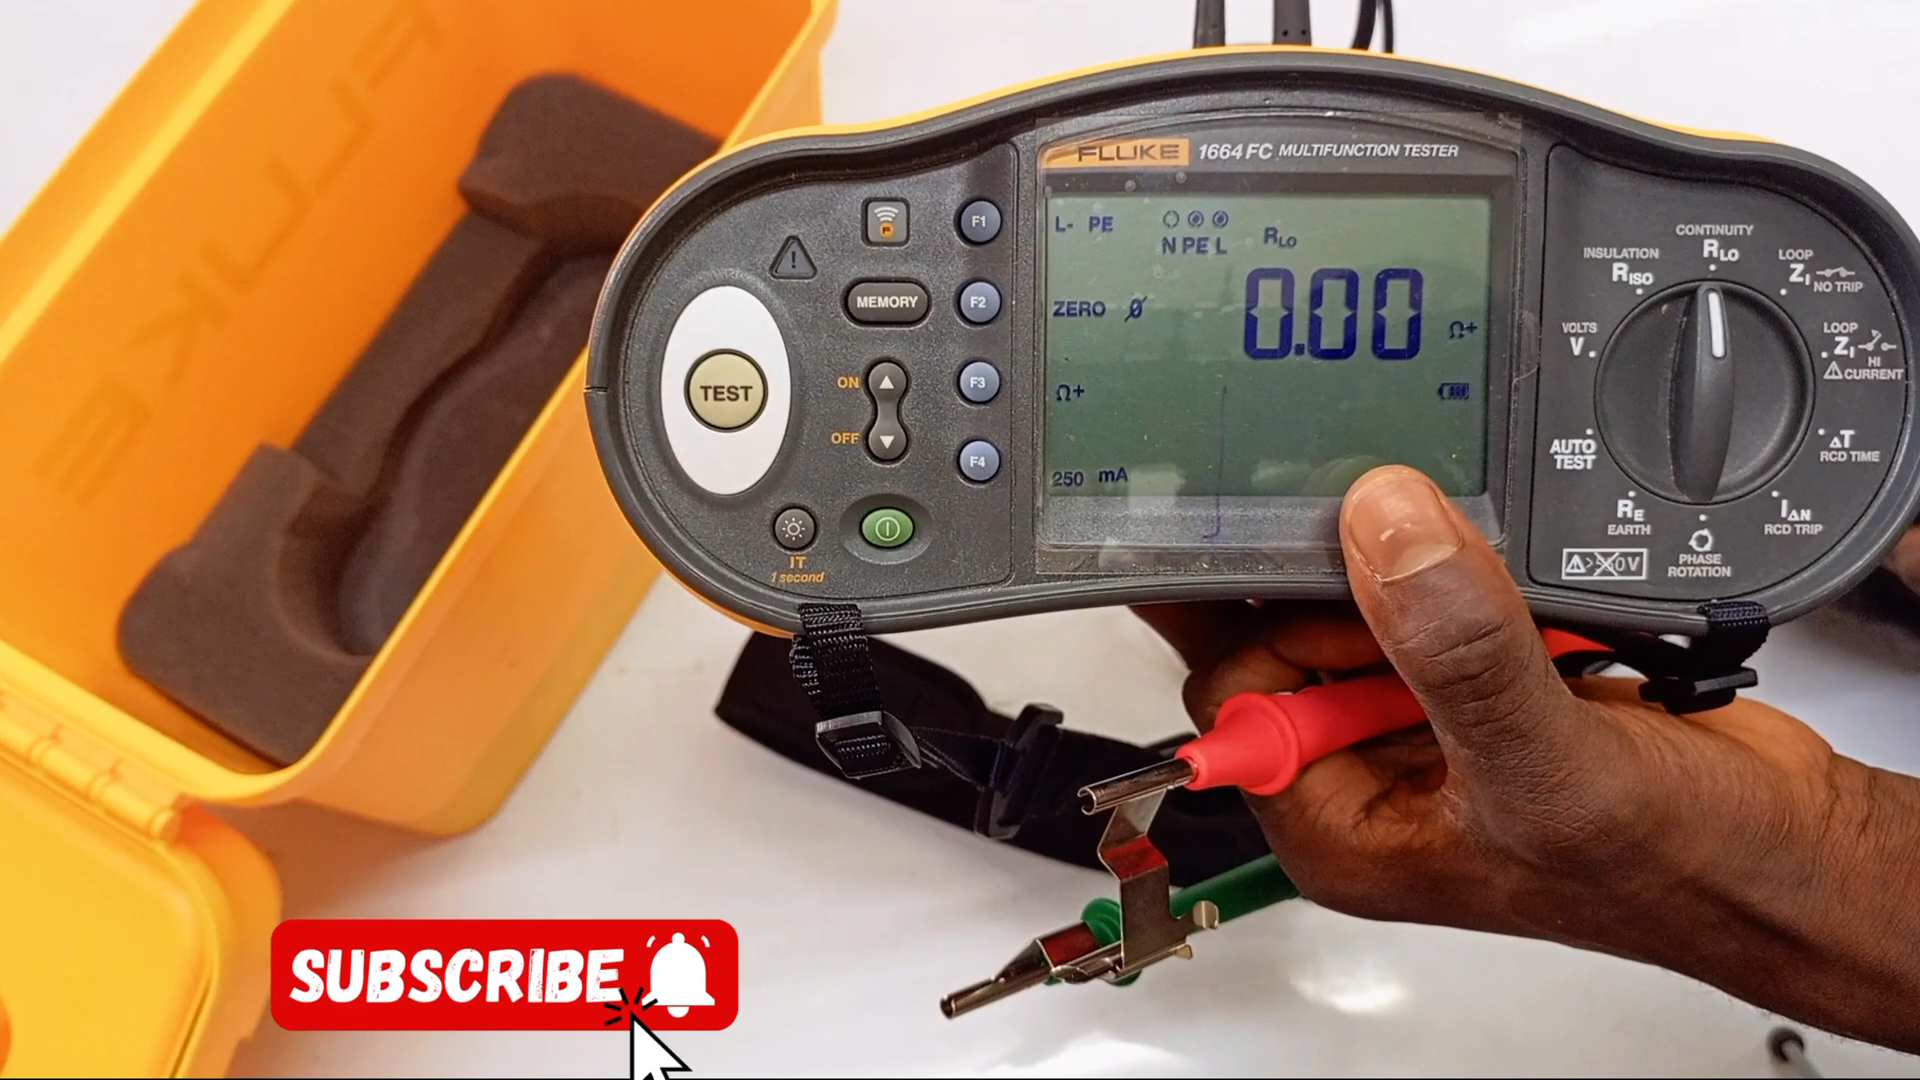 FLUKE
FLUKE 1664 FC MULTIFUNCTION TESTER
L- PE
N PE L
RLO
ZERO
0.00
Ω+
Ω+
250 mA
F1
F2
F3
F4
MEMORY
TEST
ON
OFF
IT
1 second
CONTINUITY
RLO
INSULATION
RISO
LOOP
ZI NO TRIP
VOLTS
V
LOOP
ZI
HI
CURRENT
AUTO
TEST
ΔT
RCD TIME
RE
EARTH
IΔN
RCD TRIP
PHASE
ROTATION
SUBSCRIBE